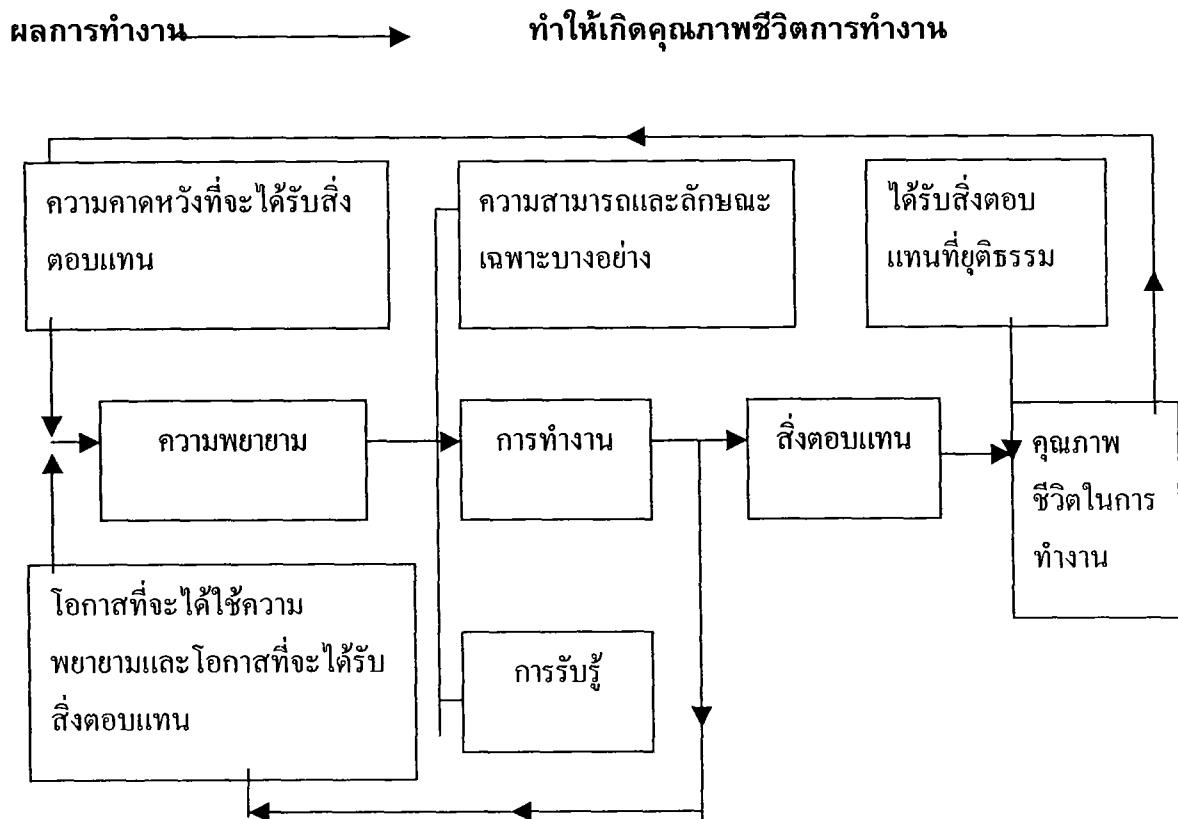 ผลการทำงาน ทำให้เกิดคุณภาพชีวิตการทำงาน
ความคาดหวังที่จะได้รับสิ่ง
ตอบแทน
ความสามารถและลักษณะ
เฉพาะบางอย่าง
ได้รับสิ่งตอบ
แทนที่ยุติธรรม
ความพยายาม
การทำงาน
สิ่งตอบแทน
คุณภาพ
ชีวิตในการ
ทำงาน
โอกาสที่จะได้ใช้ความ
พยายามและโอกาสที่จะได้รับ
สิ่งตอบแทน
การรับรู้